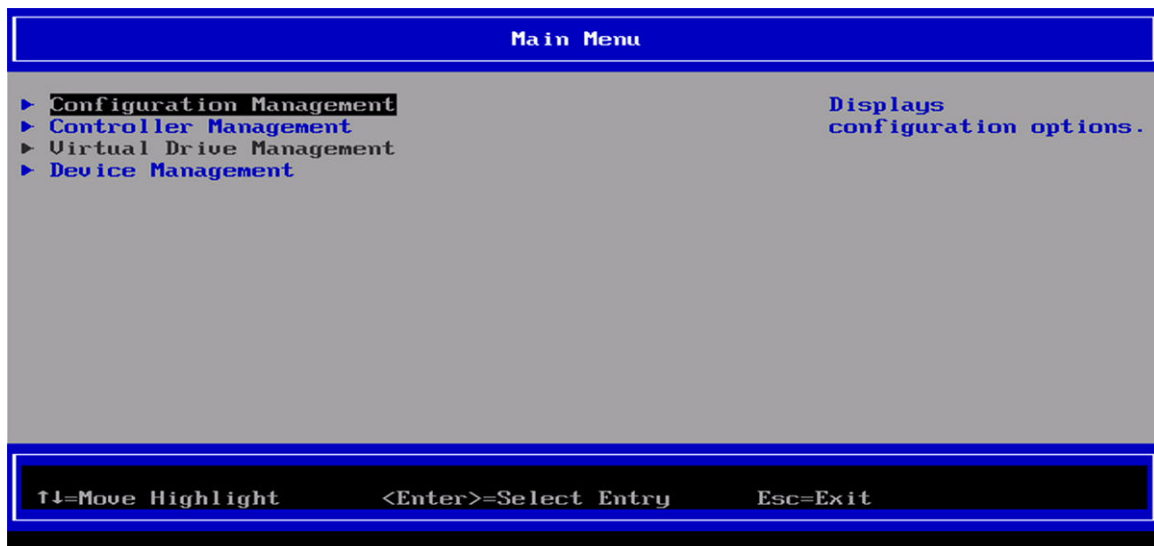 Main Menu
► Configuration Management
► Controller Management
► Virtual Drive Management
► Device Management
Displays
configuration options.
↑↓=Move Highlight <Enter>=Select Entry Esc=Exit